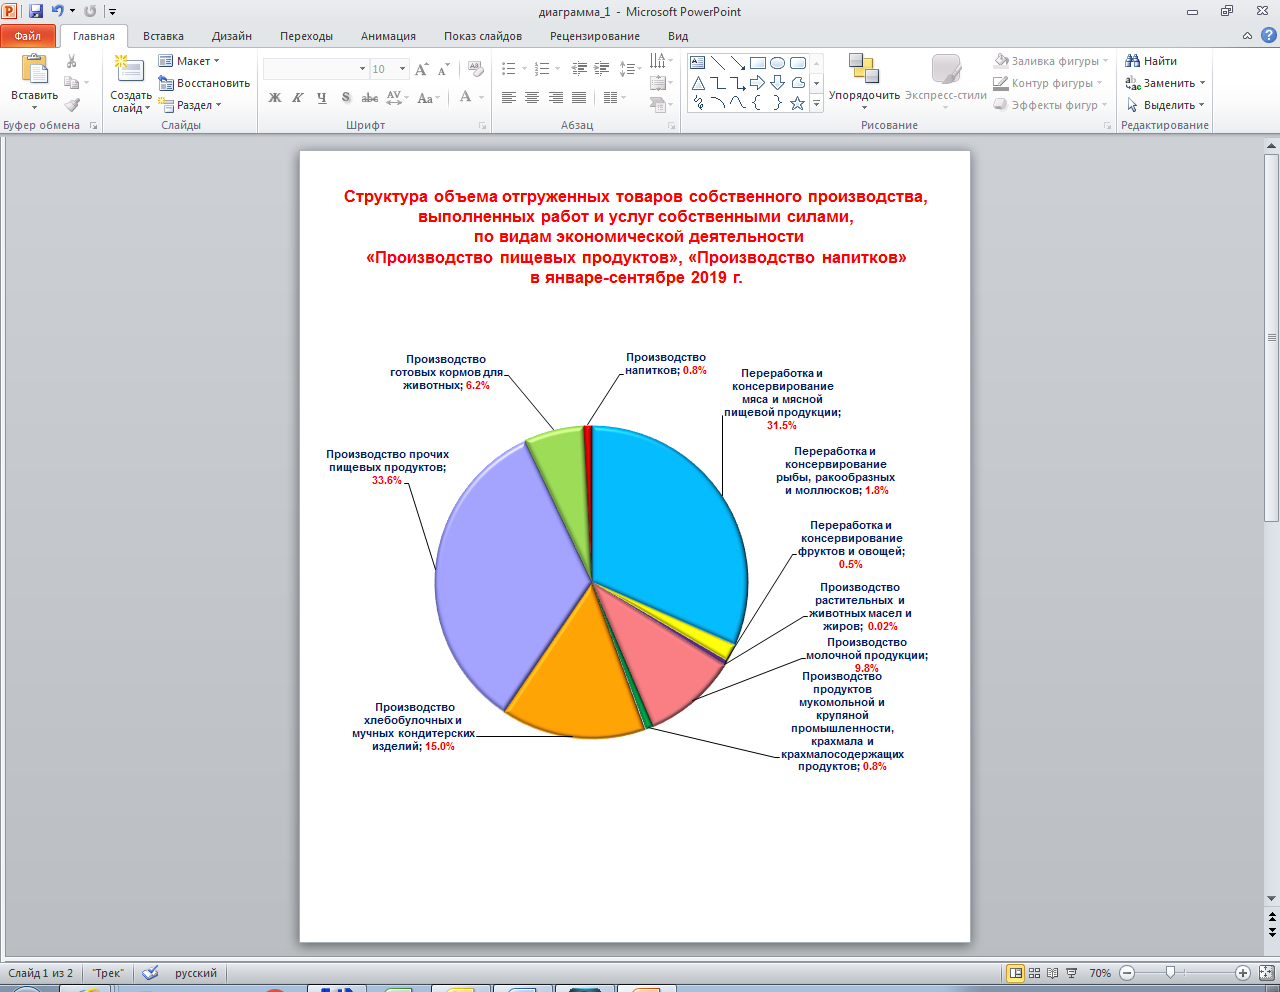 диаграмма_1 - Microsoft PowerPoint
Файл Главная Вставка Дизайн Переходы Анимация Показ слайдов Рецензирование Вид
Вставить
Буфер обмена
Создать слайд
Макет
Восстановить
Раздел
Слайды
10
Ж К Ч S abc AV Aa А
Шрифт
Абзац
Упорядочить
Экспресс-стили
Заливка фигуры
Контур фигуры
Эффекты фигур
Рисование
Найти
Заменить
Выделить
Редактирование
Структура объема отгруженных товаров собственного производства,
выполненных работ и услуг собственными силами,
по видам экономической деятельности
«Производство пищевых продуктов», «Производство напитков»
в январе-сентябре 2019 г.
Производство
готовых кормов для
животных; 6.2%
Производство
напитков; 0.8%
Переработка и
консервирование
мяса и мясной
пищевой продукции;
31.5%
Производство прочих
пищевых продуктов;
33.6%
Переработка и
консервирование
рыбы, ракообразных
и моллюсков; 1.8%
Переработка и
консервирование
фруктов и овощей;
0.5%
Производство
растительных и
животных масел и
жиров; 0.02%
Производство
молочной продукции;
9.8%
Производство
продуктов
мукомольной и
крупяной
промышленности,
крахмала и
крахмалосодержащих
продуктов; 0.8%
Производство
хлебобулочных и
мучных кондитерских
изделий; 15.0%
Слайд 1 из 2 "Трек" русский 70%